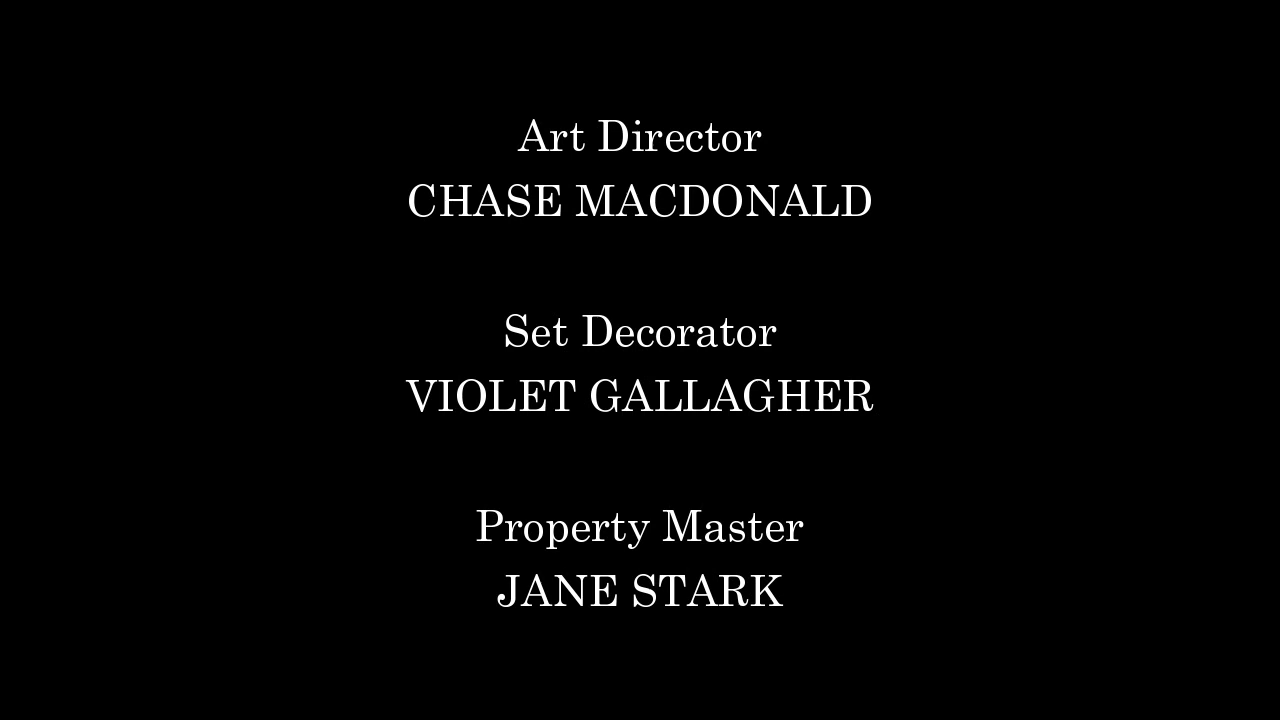 Art Director
CHASE MACDONALD
Set Decorator
VIOLET GALLAGHER
Property Master
JANE STARK